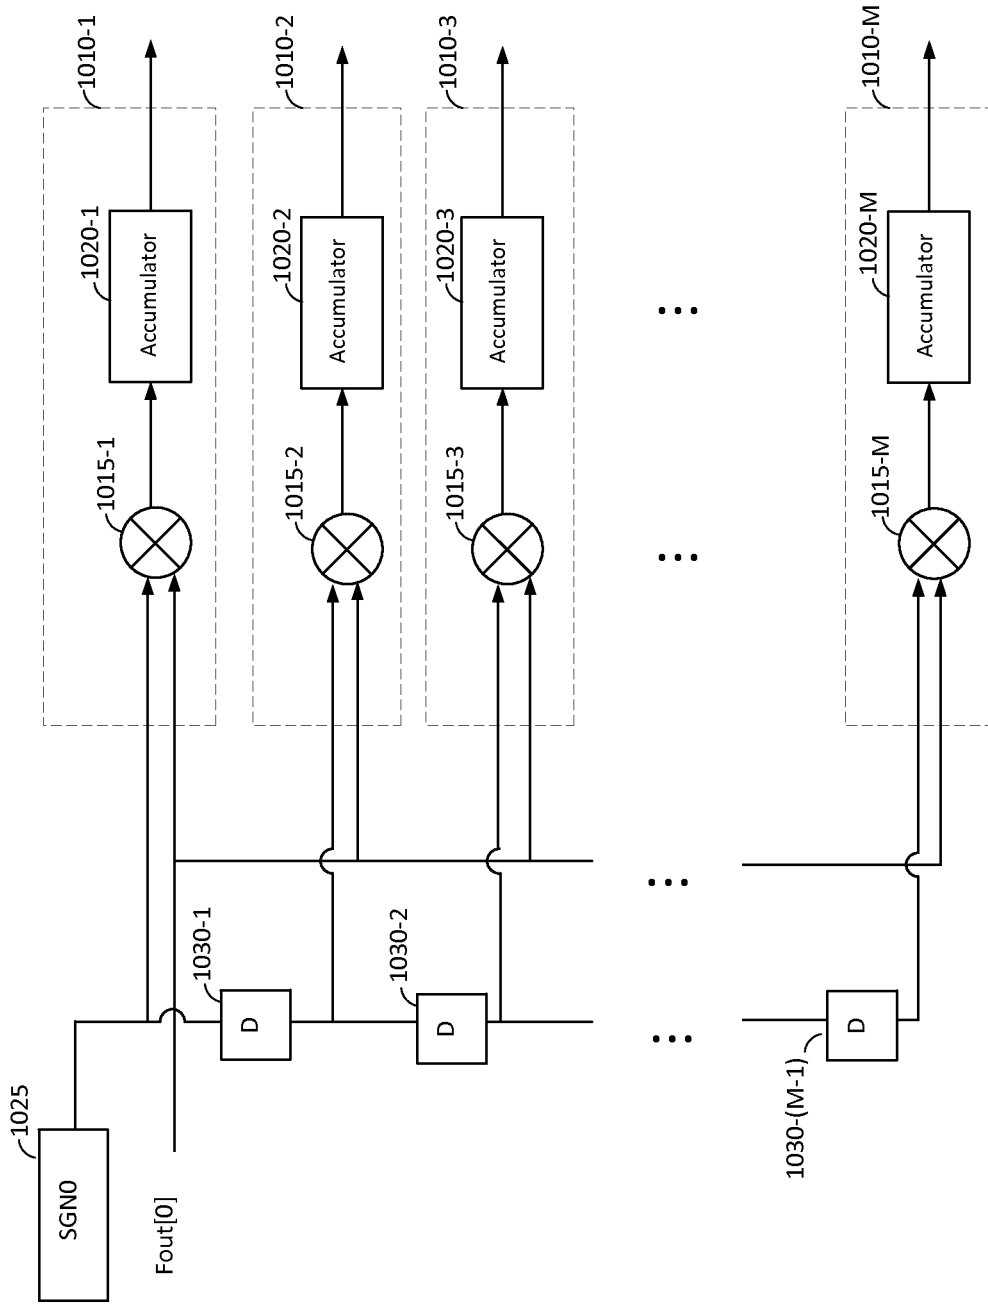 1010-1
1010-2
1010-3
1010-M
1020-1
1020-2
1020-3
1020-M
Accumulator
Accumulator
Accumulator
Accumulator
...
1015-1
1015-2
1015-3
1015-M
...
...
1030-1
1030-2
D
D
D
...
1030-(M-1)
1025
SGN0
Fout[0]